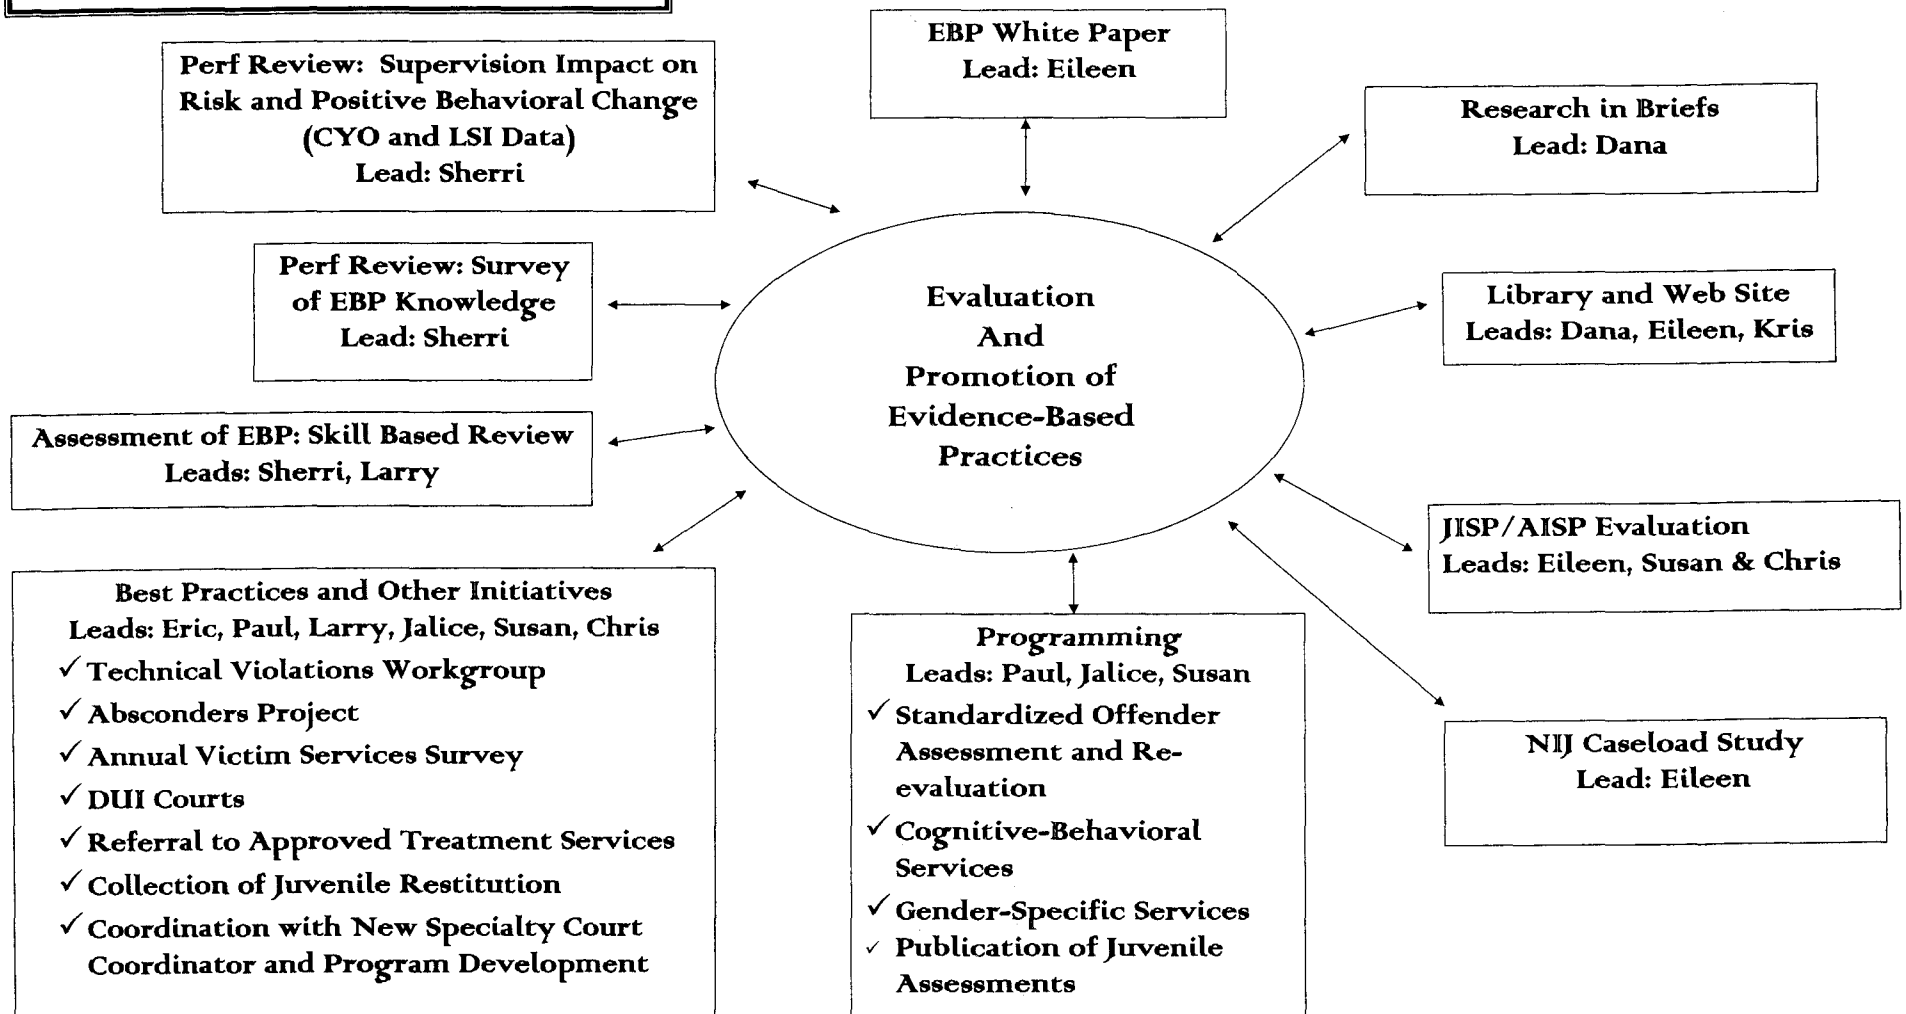 EBP White Paper
Lead: Eileen
Perf Review: Supervision Impact on
Risk and Positive Behavioral Change
(CYO and LSI Data)
Lead: Sherri
Research in Briefs
Lead: Dana
Perf Review: Survey
of EBP Knowledge
Lead: Sherri
Evaluation
And
Promotion of
Evidence-Based
Practices
Library and Web Site
Leads: Dana, Eileen, Kris
Assessment of EBP: Skill Based Review
Leads: Sherri, Larry
JISP/AISP Evaluation
Leads: Eileen, Susan & Chris
Best Practices and Other Initiatives
Leads: Eric, Paul, Larry, Jalice, Susan, Chris
✓ Technical Violations Workgroup
✓ Absconders Project
✓ Annual Victim Services Survey
✓ DUI Courts
✓ Referral to Approved Treatment Services
✓ Collection of Juvenile Restitution
✓ Coordination with New Specialty Court
Coordinator and Program Development
Programming
Leads: Paul, Jalice, Susan
✓ Standardized Offender
Assessment and Re-
evaluation
✓ Cognitive-Behavioral
Services
✓ Gender-Specific Services
✓ Publication of Juvenile
Assessments
NIJ Caseload Study
Lead: Eileen